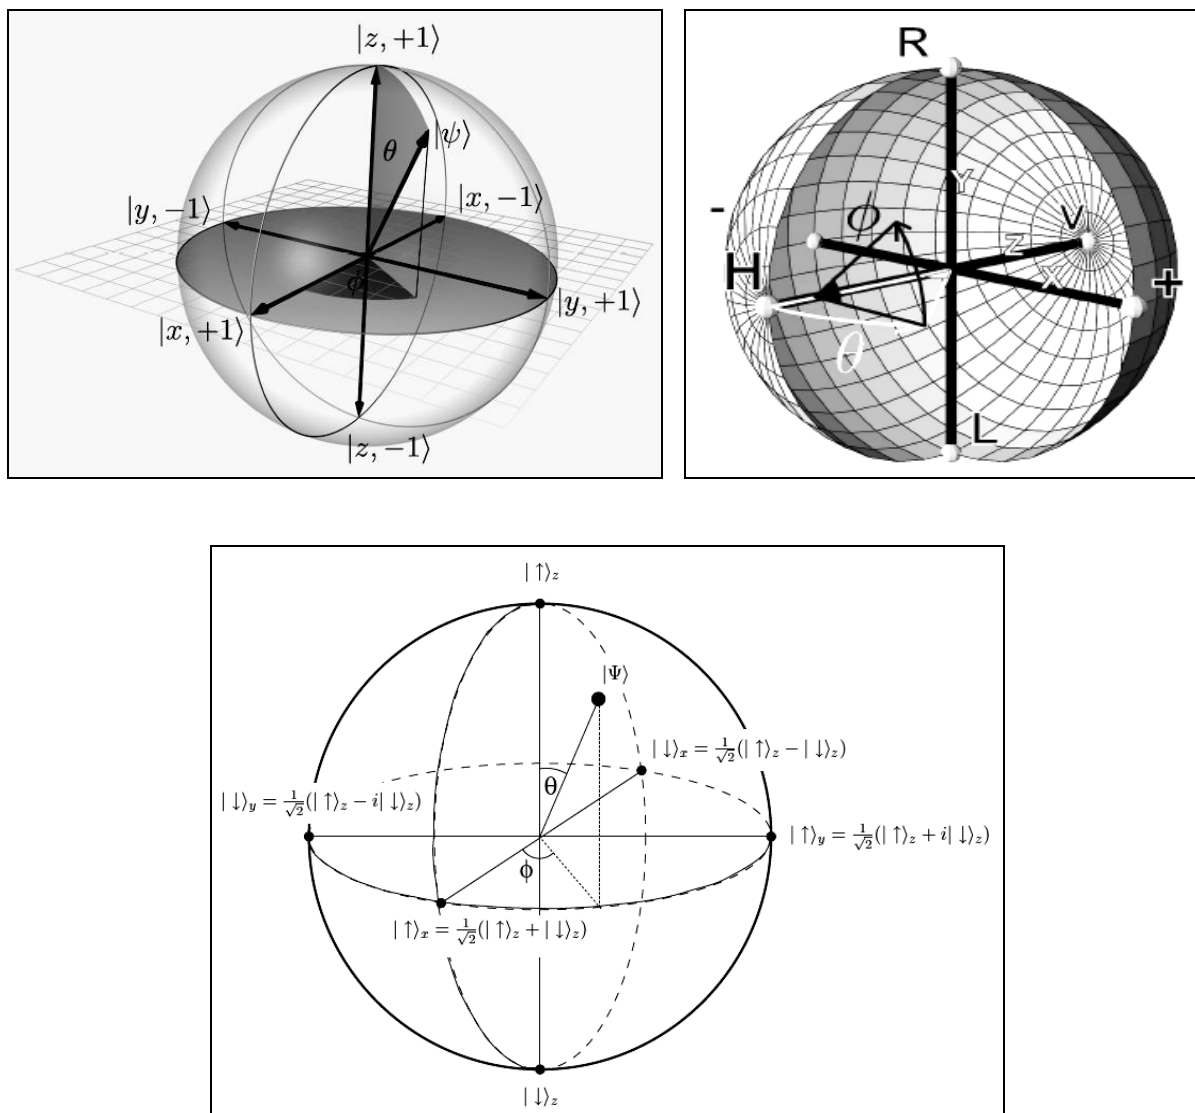 |z, +1⟩
θ
|ψ⟩
|y, −1⟩
|x, −1⟩
ϕ
|x, +1⟩
|y, +1⟩
|z, −1⟩
R
Y
-
ϕ
V
Z
H
X
+
θ
L
| ↑⟩z
|Ψ⟩
| ↓⟩x = 1/√2(| ↑⟩z − | ↓⟩z)
θ
| ↓⟩y = 1/√2(| ↑⟩z − i| ↓⟩z)
| ↑⟩y = 1/√2(| ↑⟩z + i| ↓⟩z)
ϕ
| ↑⟩x = 1/√2(| ↑⟩z + | ↓⟩z)
| ↓⟩z